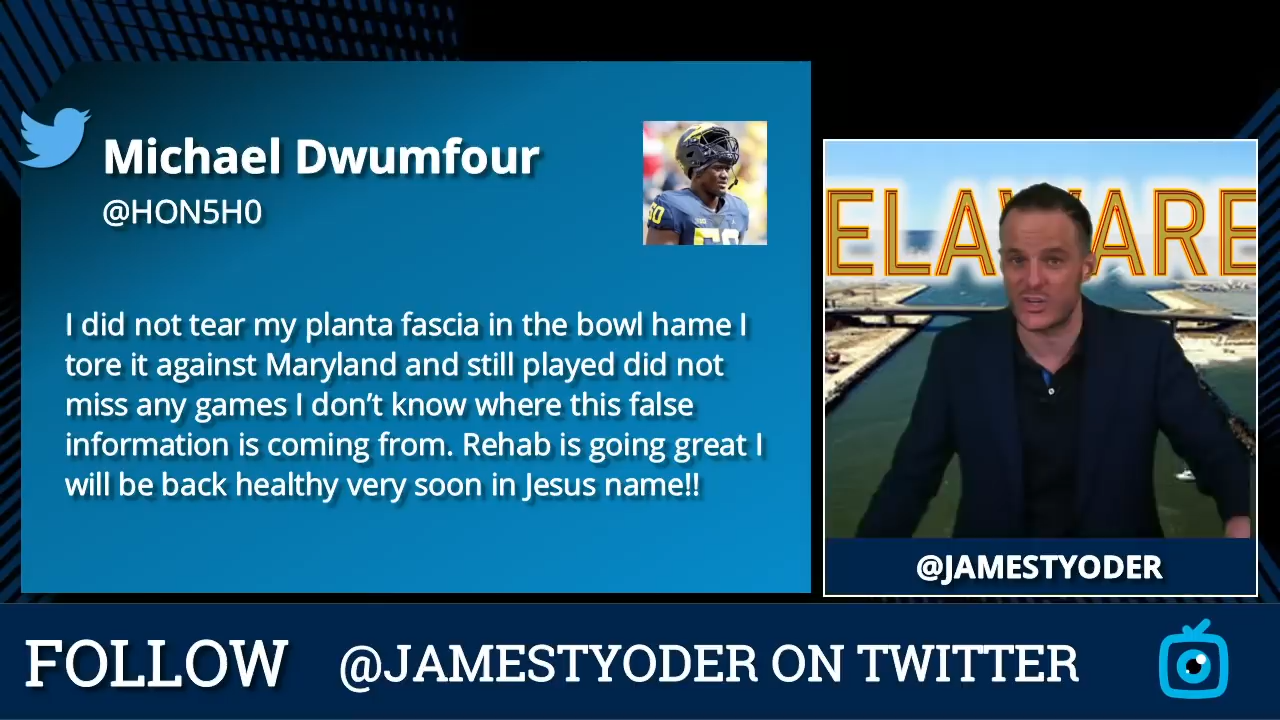 Michael Dwumfour
@HON5H0
I did not tear my planta fascia in the bowl hame I
tore it against Maryland and still played did not
miss any games I don’t know where this false
information is coming from. Rehab is going great I
will be back healthy very soon in Jesus name!!
ELAWARE
@JAMESTYODER
FOLLOW @JAMESTYODER ON TWITTER